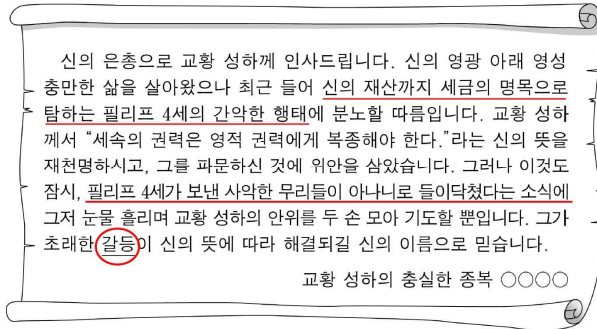 신의 은총으로 교황 성하께 인사드립니다. 신의 영광 아래 영성
충만한 삶을 살아왔으나 최근 들어 신의 재산까지 세금의 명목으로
탐하는 필리프 4세의 간악한 행태에 분노할 따름입니다. 교황 성하
께서 “세속의 권력은 영적 권력에게 복종해야 한다.”라는 신의 뜻을
재천명하시고, 그를 파문하신 것에 위안을 삼았습니다. 그러나 이것도
잠시, 필리프 4세가 보낸 사악한 무리들이 아나니로 들이닥쳤다는 소식에
그저 눈물 흘리며 교황 성하의 안위를 두 손 모아 기도할 뿐입니다. 그가
초래한 갈등이 신의 뜻에 따라 해결되길 신의 이름으로 믿습니다.
교황 성하의 충실한 종복 ○○○○